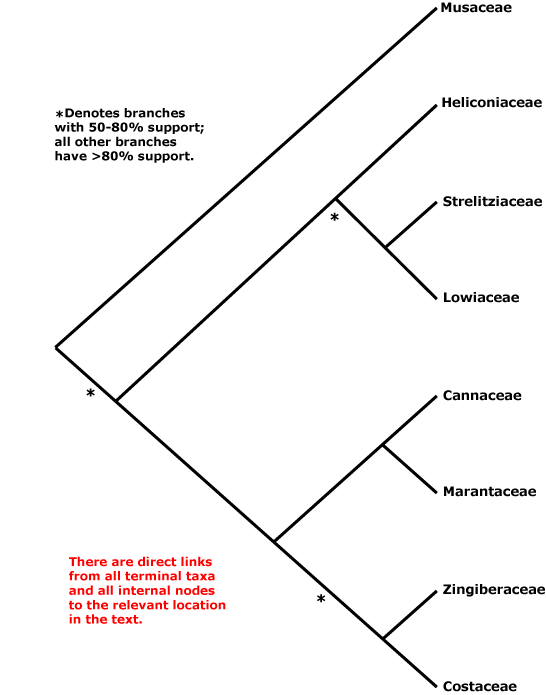 Musaceae
*Denotes branches
with 50-80% support;
all other branches
have >80% support.
Heliconiaceae
Strelitziaceae
*
Lowiaceae
*
Cannaceae
Marantaceae
There are direct links
from all terminal taxa
and all internal nodes
to the relevant location
in the text.
*
Zingiberaceae
Costaceae